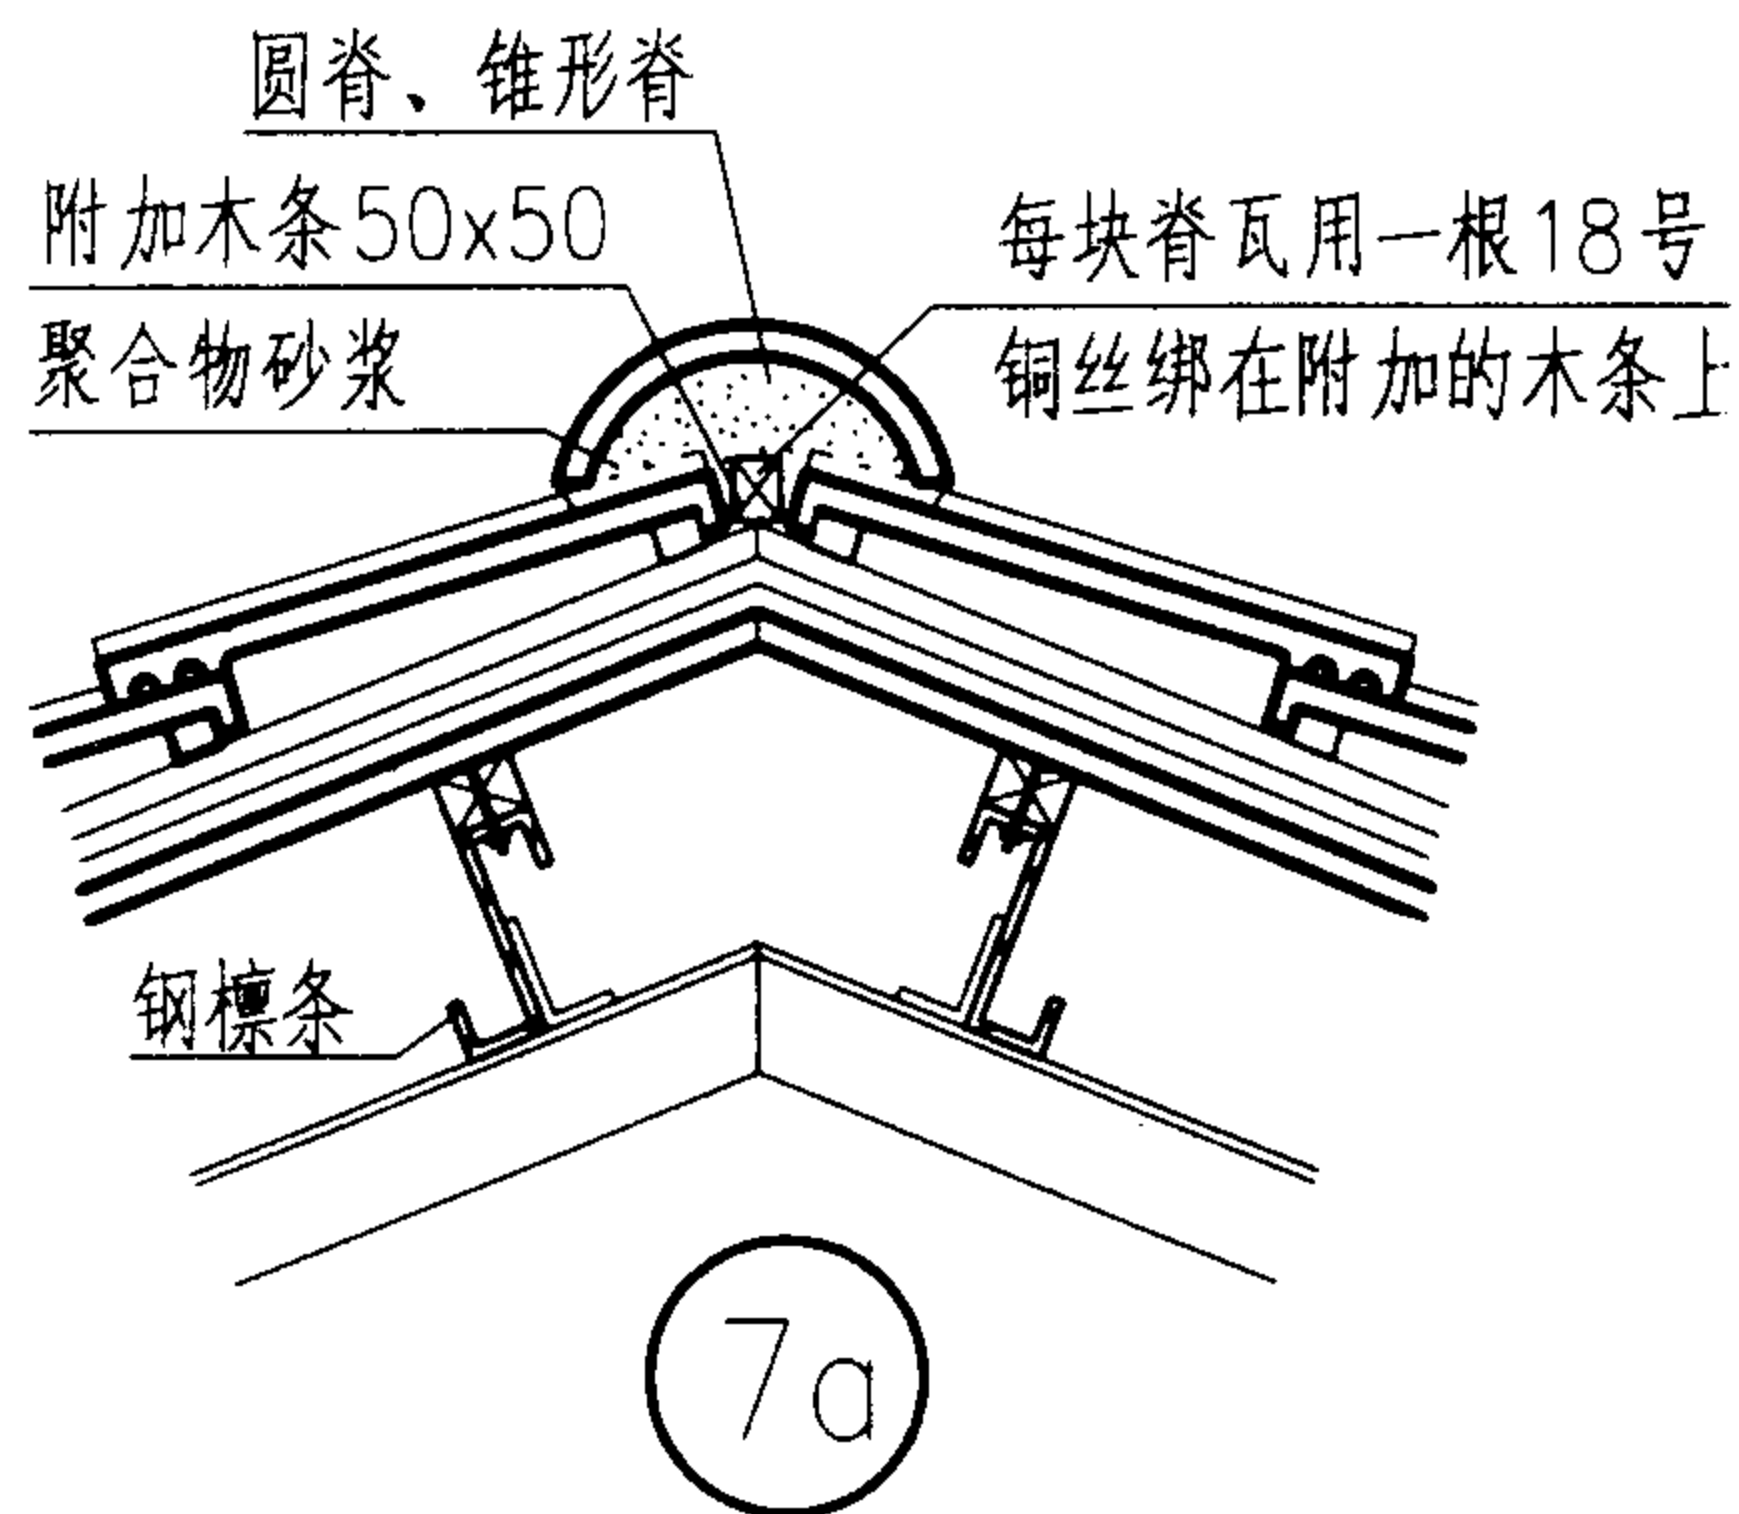 圆脊、锥形脊
附加木条50x50
聚合物砂浆
每块脊瓦用一根18号
铜丝绑在附加的木条上
钢檩条
7a